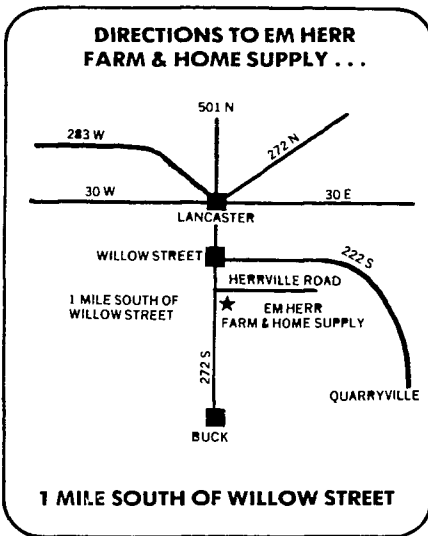 DIRECTIONS TO EM HERR
FARM & HOME SUPPLY . . .
501 N
283 W
272 N
30 W
30 E
LANCASTER
WILLOW STREET
222 S
HERRVILLE ROAD
1 MILE SOUTH OF
WILLOW STREET
EM HERR
FARM & HOME SUPPLY
272 S
QUARRYVILLE
BUCK
1 MILE SOUTH OF WILLOW STREET